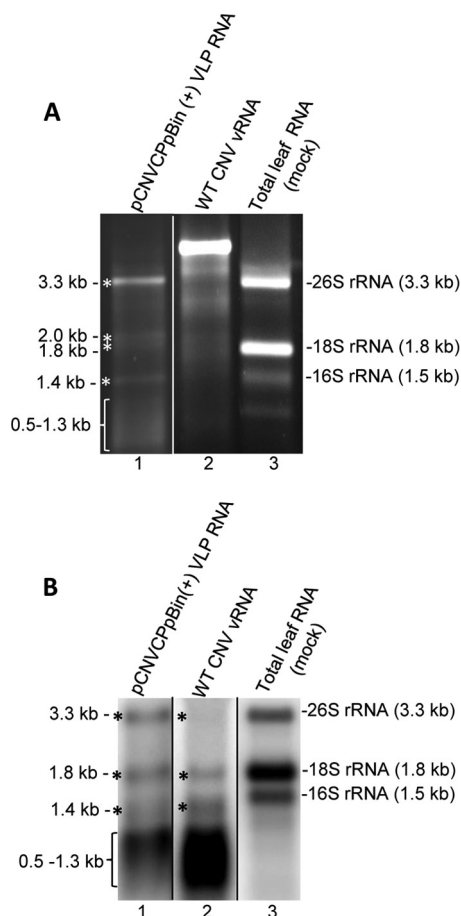 A
pCNVCPpBin (+) VLP RNA
WT CNV vRNA
Total leaf RNA
(mock)
3.3 kb - *
2.0 kb - *
1.8 kb - *
1.4 kb - *
0.5-1.3 kb
-26S rRNA (3.3 kb)
-18S rRNA (1.8 kb)
-16S rRNA (1.5 kb)
1 2 3
B
pCNVCPpBin(+) VLP RNA
WT CNV vRNA
Total leaf RNA
(mock)
3.3 kb -* *
1.8 kb -* *
1.4 kb -* *
0.5 -1.3 kb
-26S rRNA (3.3 kb)
-18S rRNA (1.8 kb)
-16S rRNA (1.5 kb)
1 2 3